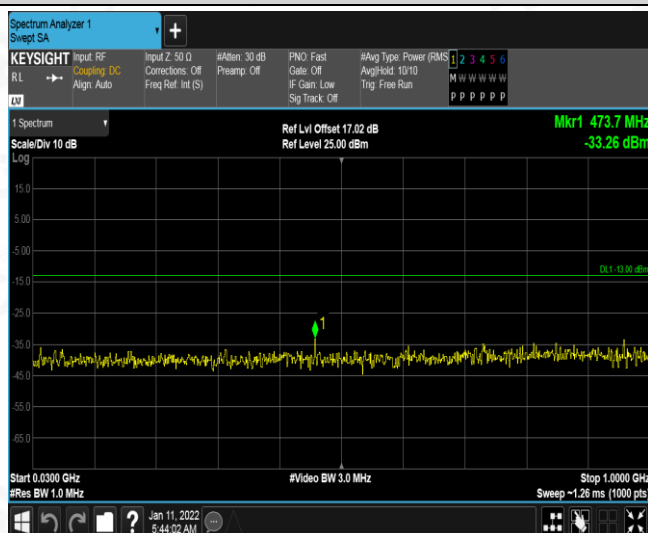 Spectrum Analyzer 1
Swept SA
+
KEYSIGHT
RL
LXI
Input: RF
Coupling: DC
Align: Auto
Input Z: 50 Ω
Corrections: Off
Freq Ref: Int (S)
#Atten: 30 dB
Preamp: Off
PNO: Fast
Gate: Off
IF Gain: Low
Sig Track: Off
#Avg Type: Power (RMS
Avg|Hold: 10/10
Trig: Free Run
1 2 3 4 5 6
M W W W W W
P P P P P P
1 Spectrum
Scale/Div 10 dB
Ref Lvl Offset 17.02 dB
Ref Level 25.00 dBm
Mkr1 473.7 MHz
-33.26 dBm
Log
15.0
5.00
-5.00
DL1 -13.00 dBm
-15.0
-25.0
1
-35.0
-45.0
-55.0
-65.0
Start 0.0300 GHz
#Video BW 3.0 MHz
Stop 1.0000 GHz
#Res BW 1.0 MHz
Sweep ~1.26 ms (1000 pts)
?
Jan 11, 2022
5:44:02 AM